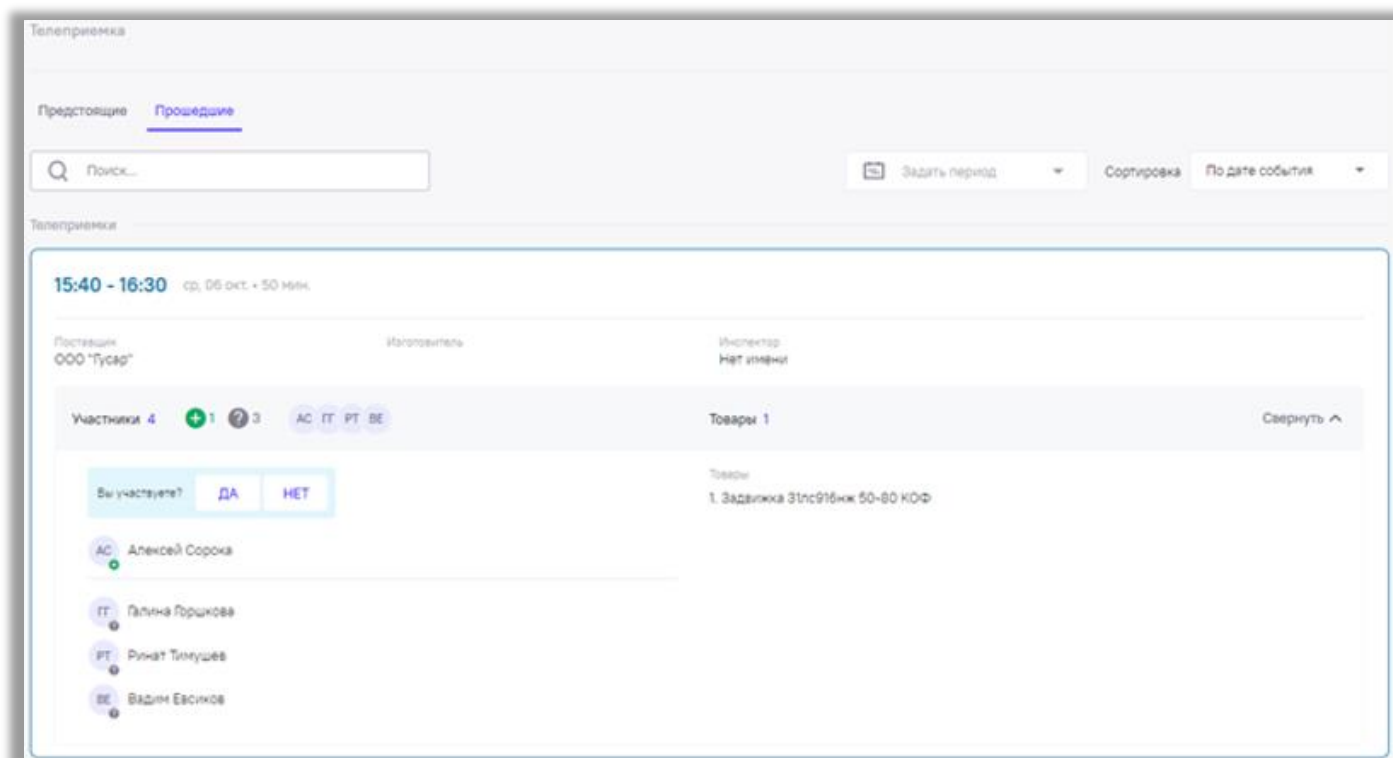 Телеприемка
Предстоящие Прошедшие
Поиск... Задать период Сортировка По дате события
Телеприемки
15:40 - 16:30 ср, 06 окт. • 50 мин.
Поставщик Изготовитель Инспектор
ООО "Гусар" Нет имени
Участники 4 1 3 АС ГГ РТ ВЕ Товары 1 Свернуть
Товары
Вы участвуете? ДА НЕТ
1. Задвижка 31лс916нж 50-80 КОФ
АС Алексей Сорока
ГГ Галина Горшкова
РТ Ринат Тимушев
ВЕ Вадим Евсиков